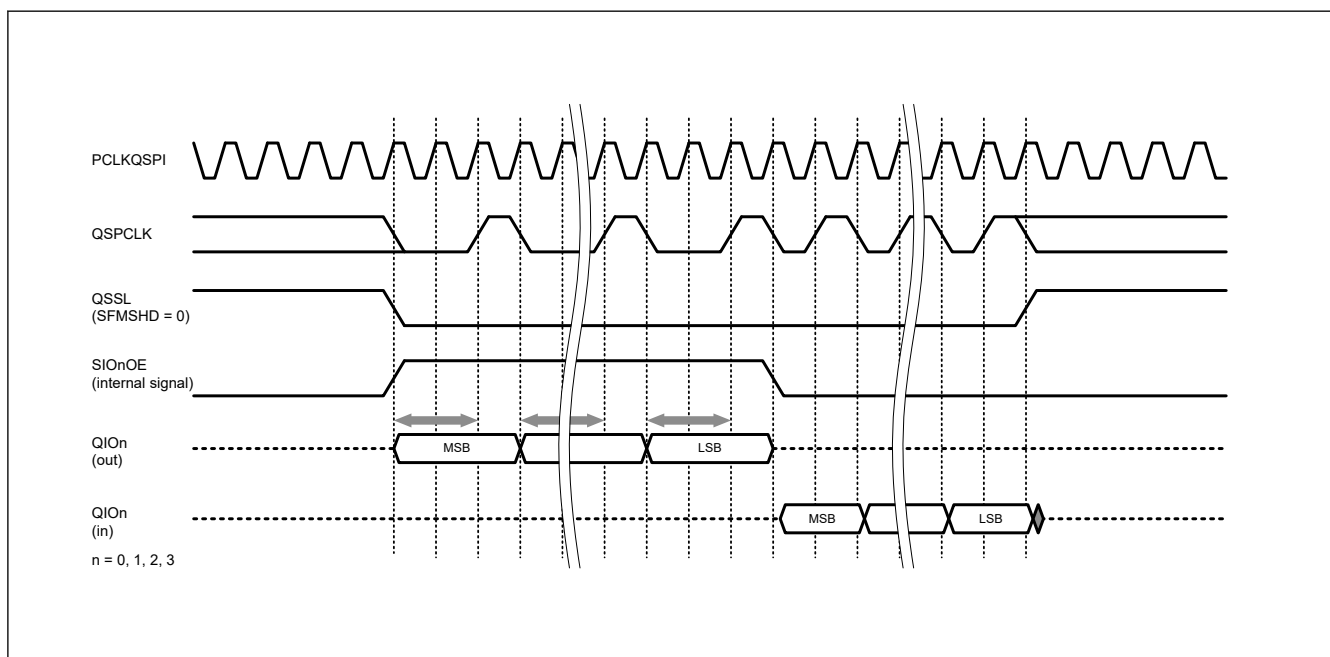 PCLKQSPI
QSPCLK
QSSL
(SFMSHD = 0)
SIOnOE
(internal signal)
QIOn
(out)
MSB
LSB
QIOn
(in)
MSB
LSB
n = 0, 1, 2, 3